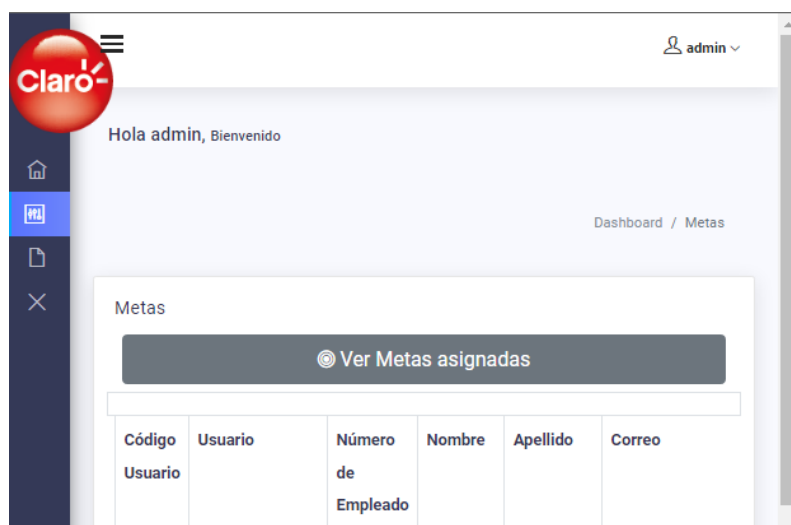 Claro
admin
Hola admin, Bienvenido
Dashboard / Metas
Metas
Ver Metas asignadas
Código Usuario
Usuario
Número de Empleado
Nombre
Apellido
Correo